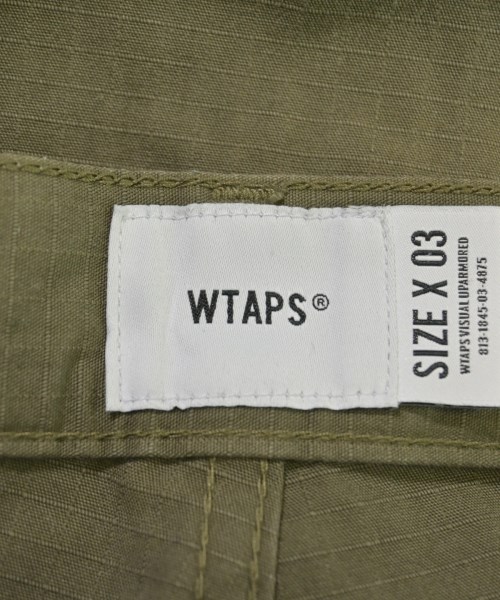 WTAPS®
SIZE X 03
WTAPS VISUAL UPARMORED
813-1845-03-4875